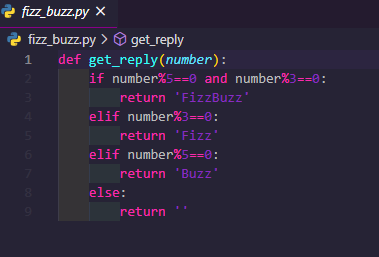 fizz_buzz.py ×
fizz_buzz.py > get_reply
1 def get_reply(number):
2 if number%5==0 and number%3==0:
3 return 'FizzBuzz'
4 elif number%3==0:
5 return 'Fizz'
6 elif number%5==0:
7 return 'Buzz'
8 else:
9 return ''